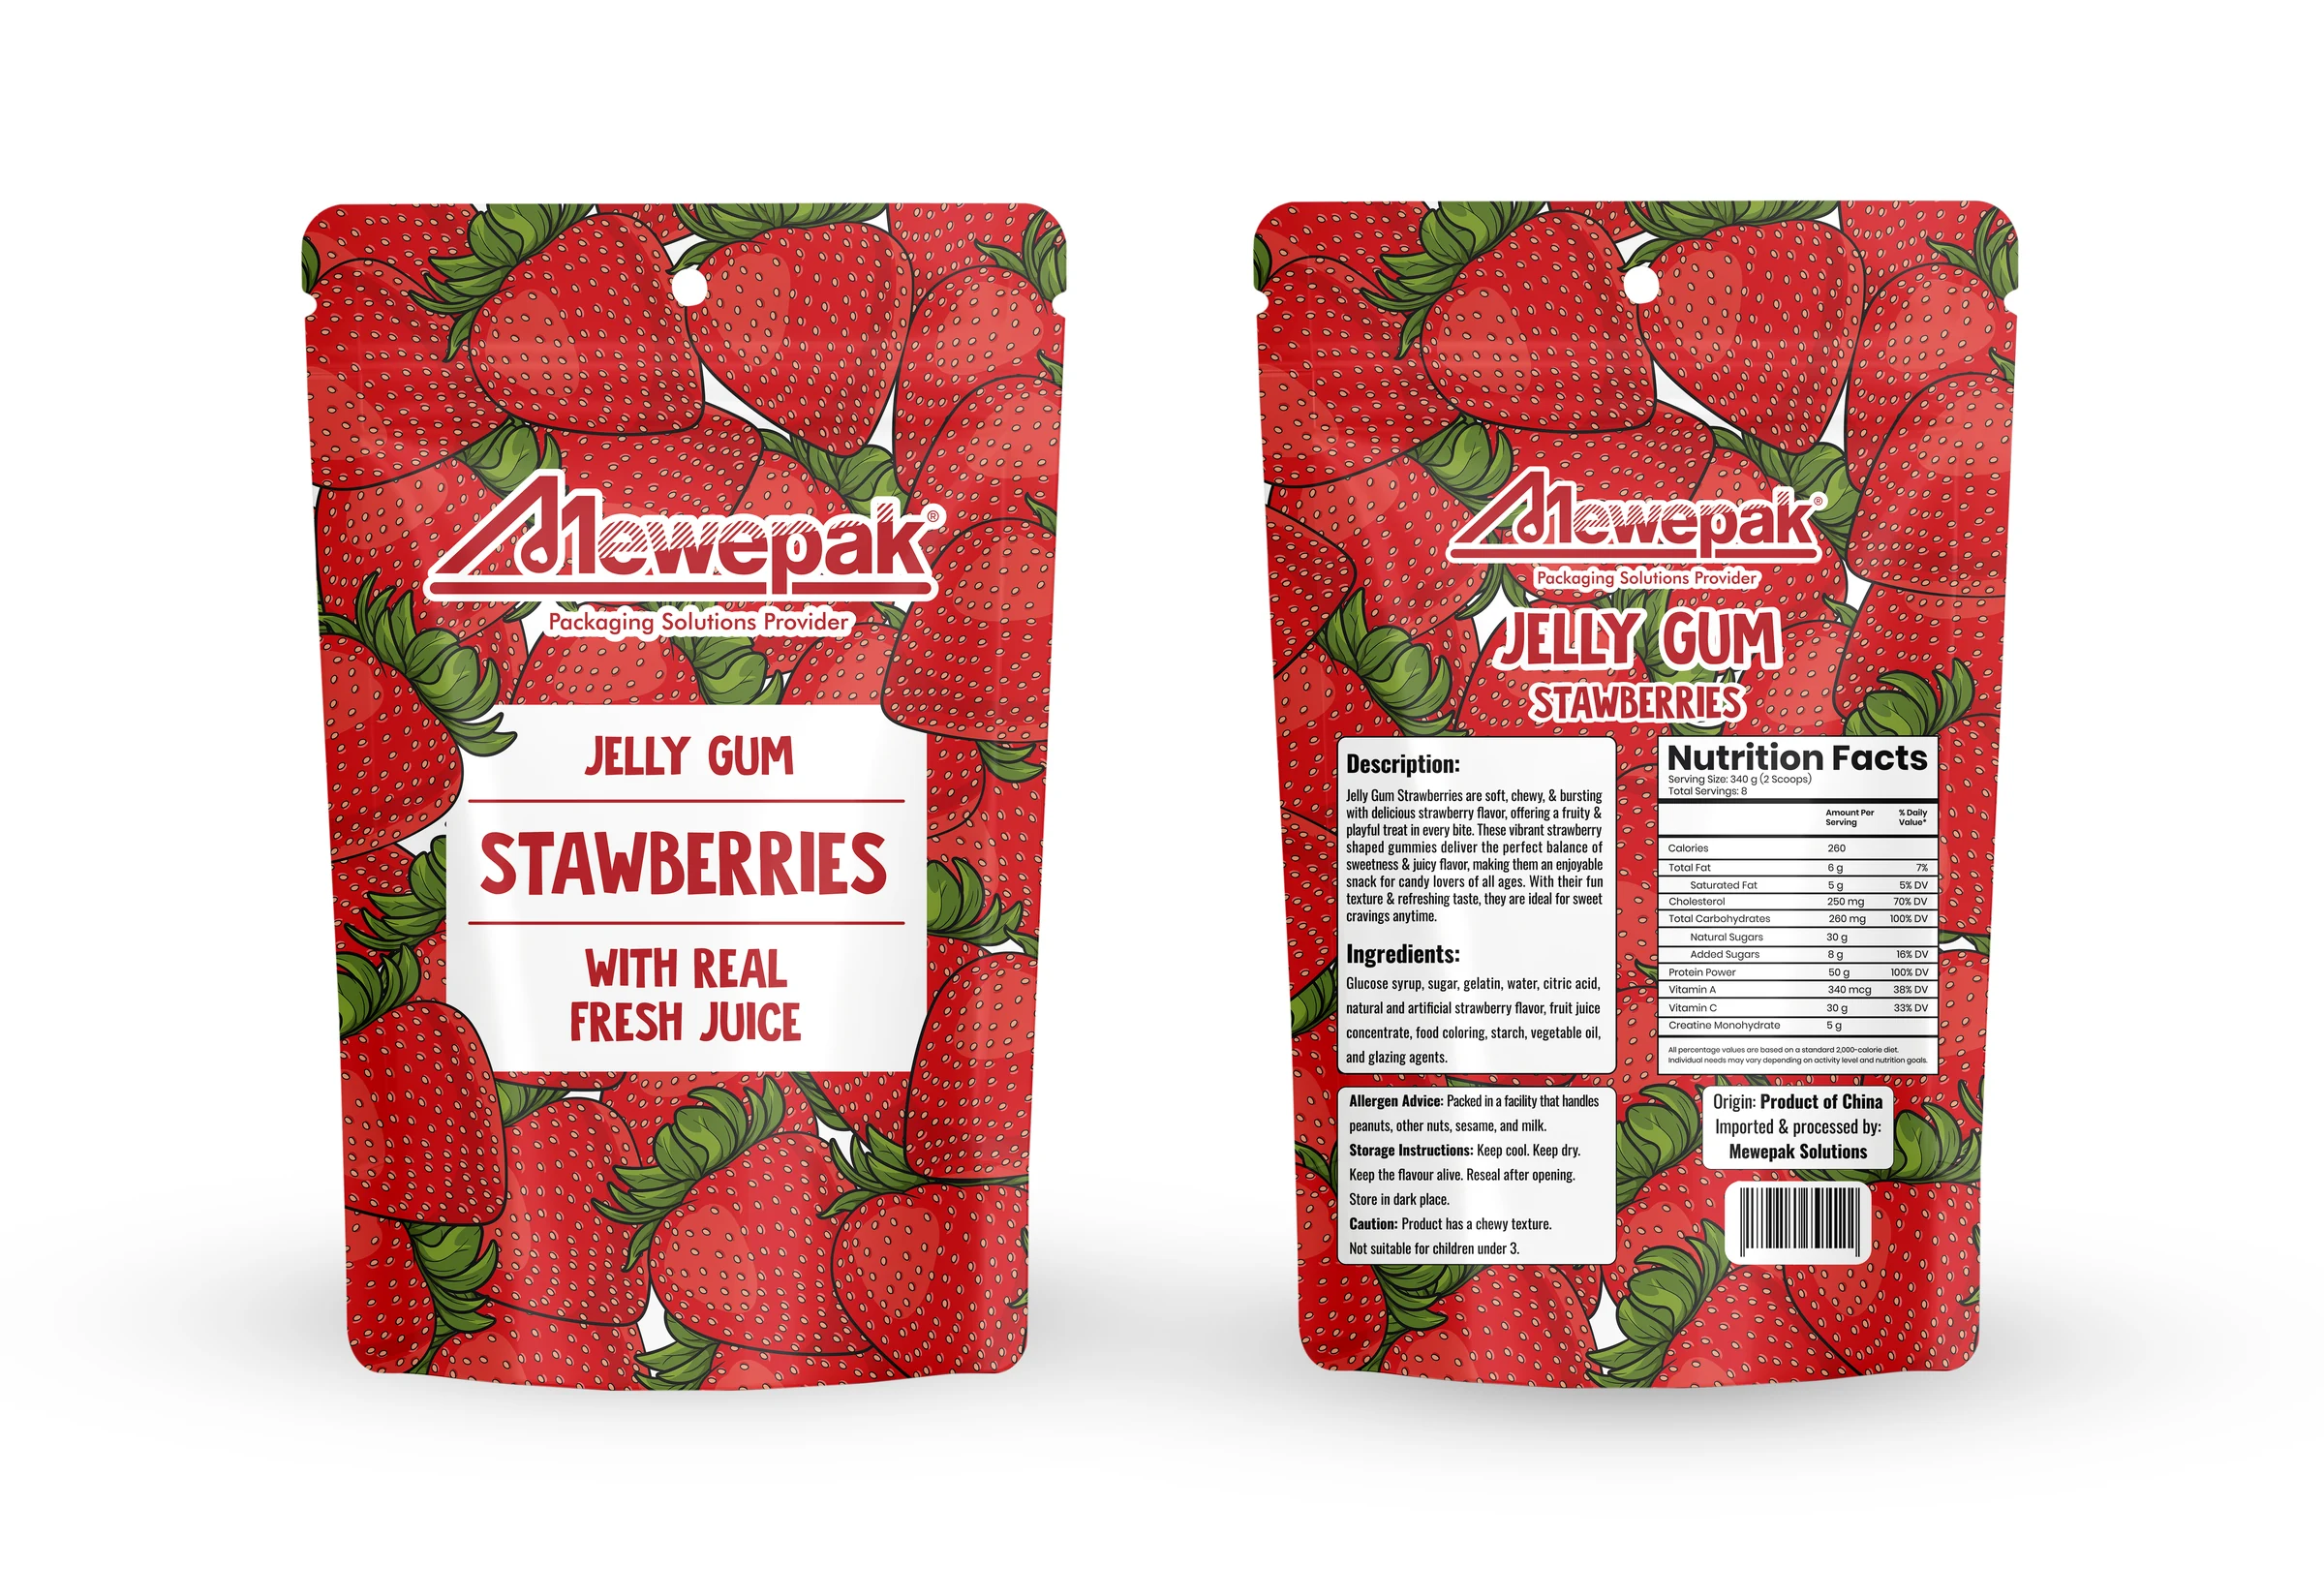 Mewepak®
Packaging Solutions Provider
JELLY GUM
STAWBERRIES
WITH REAL
FRESH JUICE
Mewepak®
Packaging Solutions Provider
JELLY GUM
STAWBERRIES
Description:
Jelly Gum Strawberries are soft, chewy, & bursting
with delicious strawberry flavor, offering a fruity &
playful treat in every bite. These vibrant strawberry
shaped gummies deliver the perfect balance of
sweetness & juicy flavor, making them an enjoyable
snack for candy lovers of all ages. With their fun
texture & refreshing taste, they are ideal for sweet
cravings anytime.
Ingredients:
Glucose syrup, sugar, gelatin, water, citric acid,
natural and artificial strawberry flavor, fruit juice
concentrate, food coloring, starch, vegetable oil,
and glazing agents.
Allergen Advice: Packed in a facility that handles
peanuts, other nuts, sesame, and milk.
Storage Instructions: Keep cool. Keep dry.
Keep the flavour alive. Reseal after opening.
Store in dark place.
Caution: Product has a chewy texture.
Not suitable for children under 3.
Nutrition Facts
Serving Size: 340 g (2 Scoops)
Total Servings: 8
Amount Per Serving % Daily Value*
Calories 260
Total Fat 6 g 7%
Saturated Fat 5 g 5% DV
Cholesterol 250 mg 70% DV
Total Carbohydrates 260 mg 100% DV
Natural Sugars 30 g
Added Sugars 8 g 16% DV
Protein Power 50 g 100% DV
Vitamin A 340 mcg 38% DV
Vitamin C 30 g 33% DV
Creatine Monohydrate 5 g
All percentage values are based on a standard 2,000-calorie diet.
Individual needs may vary depending on activity level and nutrition goals.
Origin: Product of China
Imported & processed by:
Mewepak Solutions